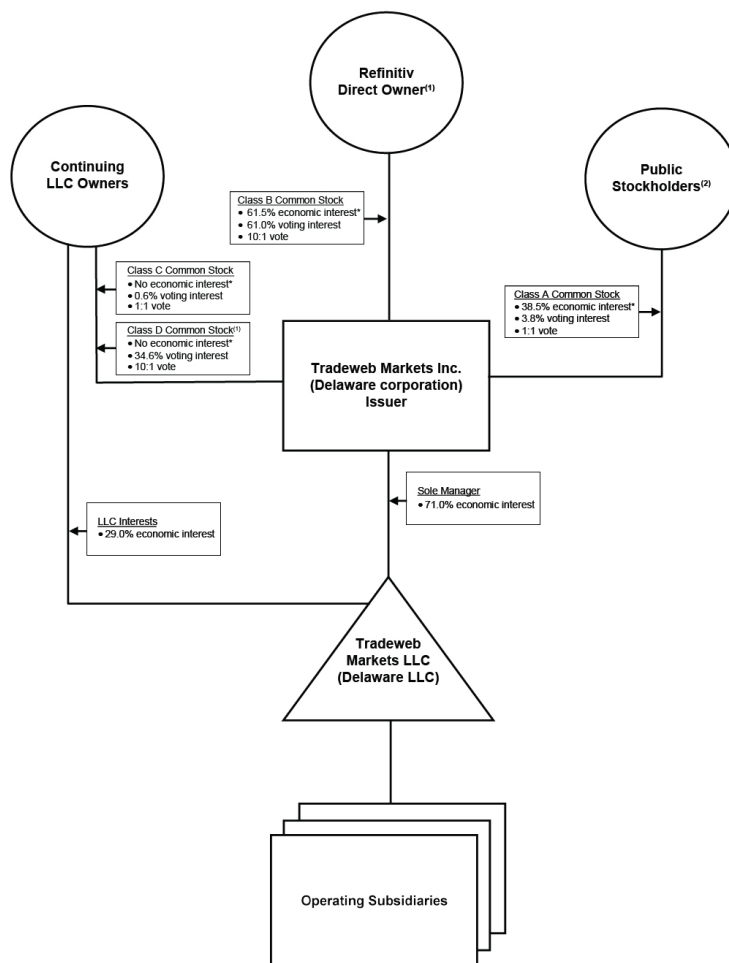 Refinitiv
Direct Owner(1)
Continuing
LLC Owners
Public
Stockholders(2)
Class B Common Stock
• 61.5% economic interest*
• 61.0% voting interest
• 10:1 vote
Class C Common Stock
• No economic interest*
• 0.6% voting interest
• 1:1 vote
Class A Common Stock
• 38.5% economic interest*
• 3.8% voting interest
• 1:1 vote
Class D Common Stock(1)
• No economic interest*
• 34.6% voting interest
• 10:1 vote
Tradeweb Markets Inc.
(Delaware corporation)
Issuer
Sole Manager
• 71.0% economic interest
LLC Interests
• 29.0% economic interest
Tradeweb
Markets LLC
(Delaware LLC)
Operating Subsidiaries